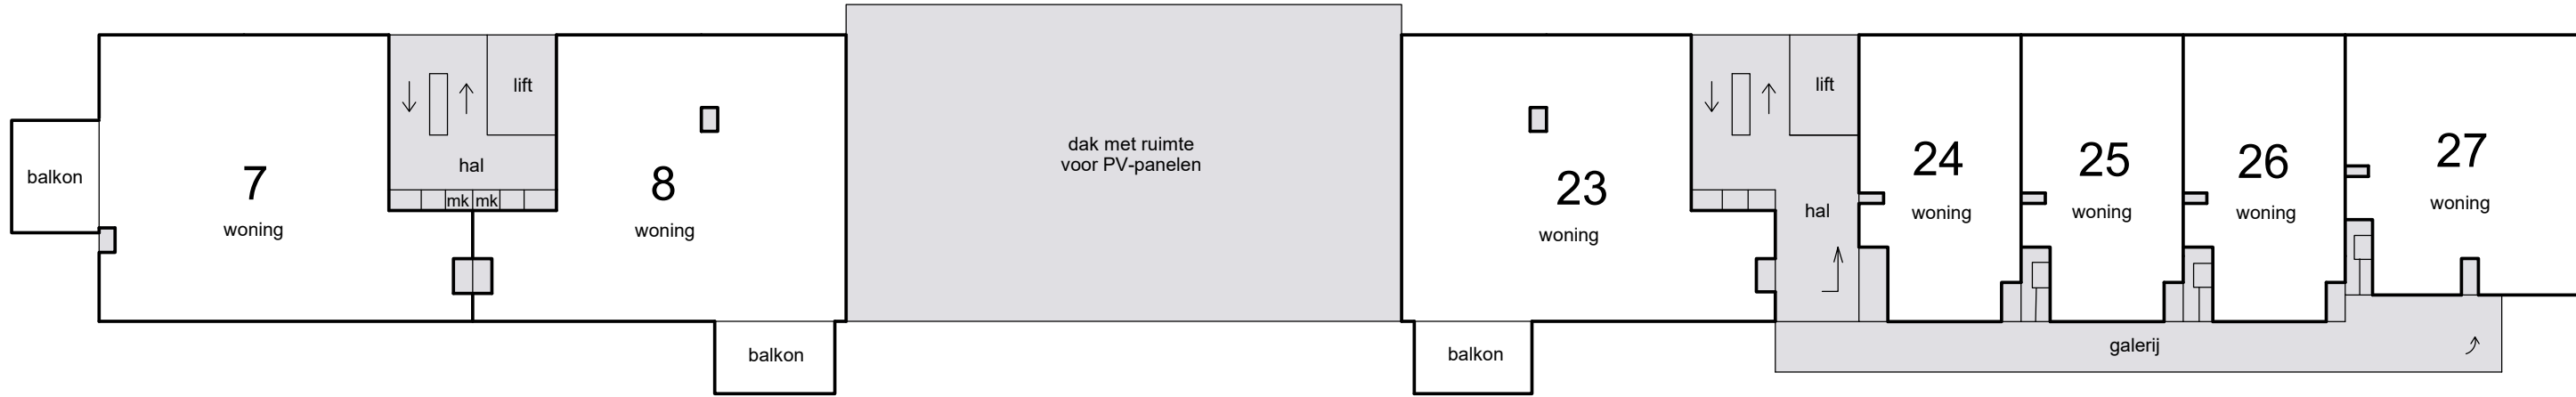 balkon
7
woning
lift
hal
mk mk
8
woning
balkon
dak met ruimte
voor PV-panelen
23
woning
balkon
lift
hal
24
woning
25
woning
26
woning
27
woning
galerij